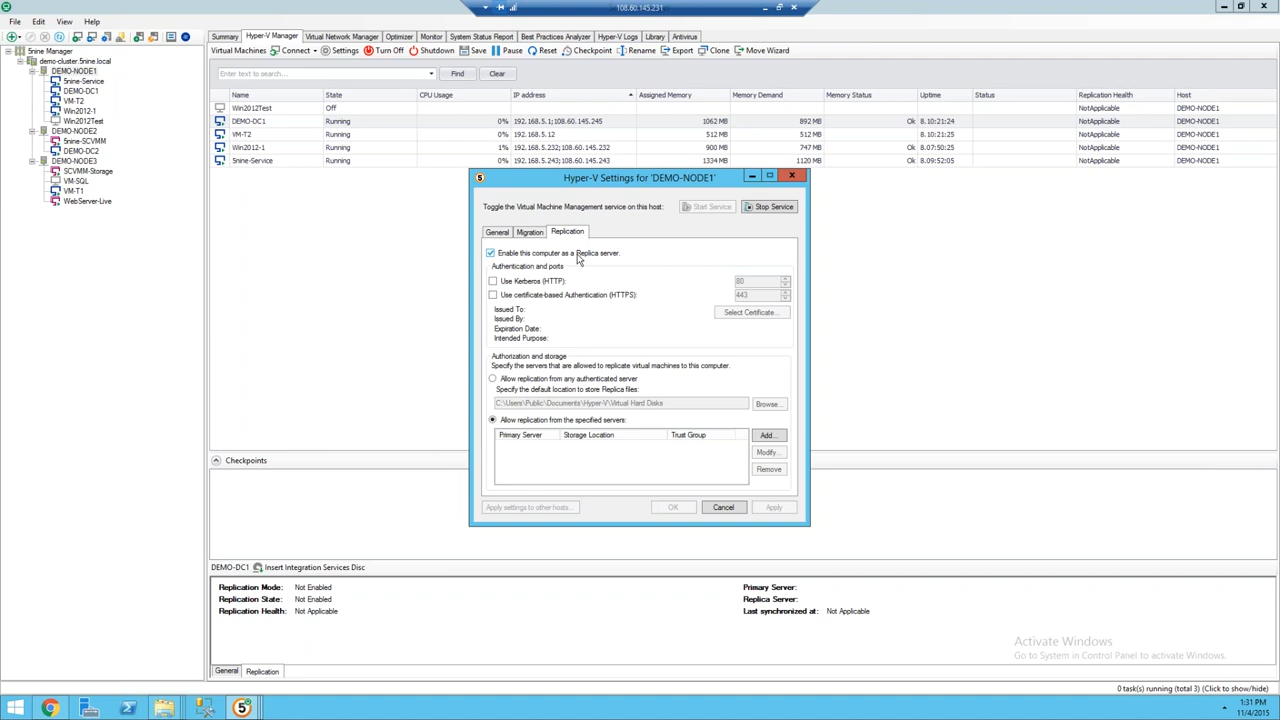 108.60.145.231
File Edit View Help
Summary Hyper-V Manager Virtual Network Manager Optimizer Monitor System Status Report Best Practices Analyzer Hyper-V Logs Library Antivirus
Virtual Machines Connect Settings Turn Off Shutdown Save Pause Reset Checkpoint Rename Export Clone Move Wizard
5nine Manager
demo-cluster.5nine.local
DEMO-NODE1
5nine-Service
DEMO-DC1
VM-T2
Win2012-1
Win2012Test
DEMO-NODE2
5nine-SCVMM
DEMO-DC2
DEMO-NODE3
SCVMM-Storage
VM-SQL
VM-T1
WebServer-Live
Enter text to search... Find Clear
Name State CPU Usage IP address Assigned Memory Memory Demand Memory Status Uptime Status Replication Health Host
Win2012Test Off NotApplicable DEMO-NODE1
DEMO-DC1 Running 0% 192.168.5.1;108.60.145.245 1062 MB 892 MB Ok 8.10:21:24 NotApplicable DEMO-NODE1
VM-T2 Running 0% 192.168.5.12 512 MB 512 MB Ok 8.10:21:25 NotApplicable DEMO-NODE1
Win2012-1 Running 1% 192.168.5.232;108.60.145.232 900 MB 747 MB Ok 8.07:50:25 NotApplicable DEMO-NODE1
5nine-Service Running 0% 192.168.5.243;108.60.145.243 1334 MB 1120 MB Ok 8.09:52:05 NotApplicable DEMO-NODE1
5 Hyper-V Settings for 'DEMO-NODE1'
Toggle the Virtual Machine Management service on this host: Start Service Stop Service
General Migration Replication
Enable this computer as a Replica server.
Authentication and ports
Use Kerberos (HTTP): 80
Use certificate-based Authentication (HTTPS): 443
Issued To:
Issued By:
Expiration Date:
Intended Purpose:
Select Certificate...
Authorization and storage
Specify the servers that are allowed to replicate virtual machines to this computer.
Allow replication from any authenticated server
Specify the default location to store Replica files:
C:\Users\Public\Documents\Hyper-V\Virtual Hard Disks Browse...
Allow replication from the specified servers:
Primary Server Storage Location Trust Group
Add...
Modify...
Remove
Apply settings to other hosts... OK Cancel Apply
Checkpoints
DEMO-DC1 Insert Integration Services Disc
Replication Mode: Not Enabled Primary Server:
Replication State: Not Enabled Replica Server:
Replication Health: Not Applicable Last synchronized at: Not Applicable
Activate Windows
Go to System in Control Panel to activate Windows.
General Replication
0 task(s) running (total 3) (Click to show/hide)
5
1:31 PM
11/4/2015